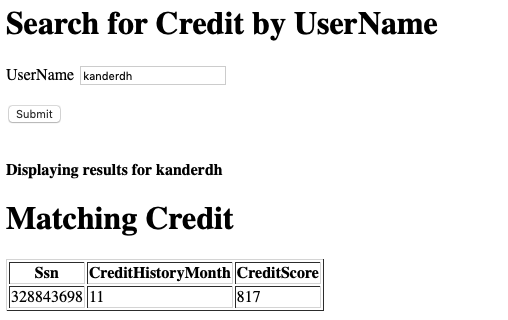 Search for Credit by UserName
UserName kanderdh
Submit
Displaying results for kanderdh
Matching Credit
Ssn CreditHistoryMonth CreditScore
328843698 11 817